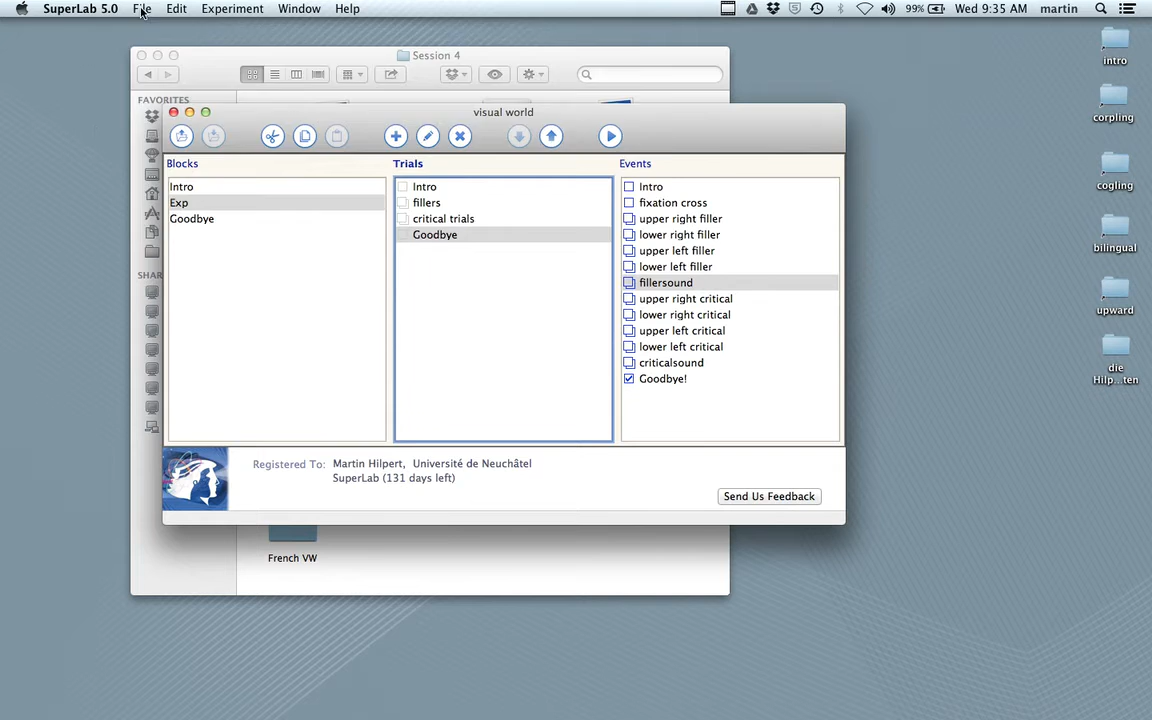 SuperLab 5.0 File Edit Experiment Window Help 99% Wed 9:35 AM martin
Session 4
FAVORITES
SHAR
visual world
Blocks
Intro
Exp
Goodbye
Trials
Intro
fillers
critical trials
Goodbye
Events
Intro
fixation cross
upper right filler
lower right filler
upper left filler
lower left filler
fillersound
upper right critical
lower right critical
upper left critical
lower left critical
criticalsound
Goodbye!
Registered To: Martin Hilpert, Université de Neuchâtel
SuperLab (131 days left)
Send Us Feedback
French VW
intro
corpling
cogling
bilingual
upward
die
Hilp...ten